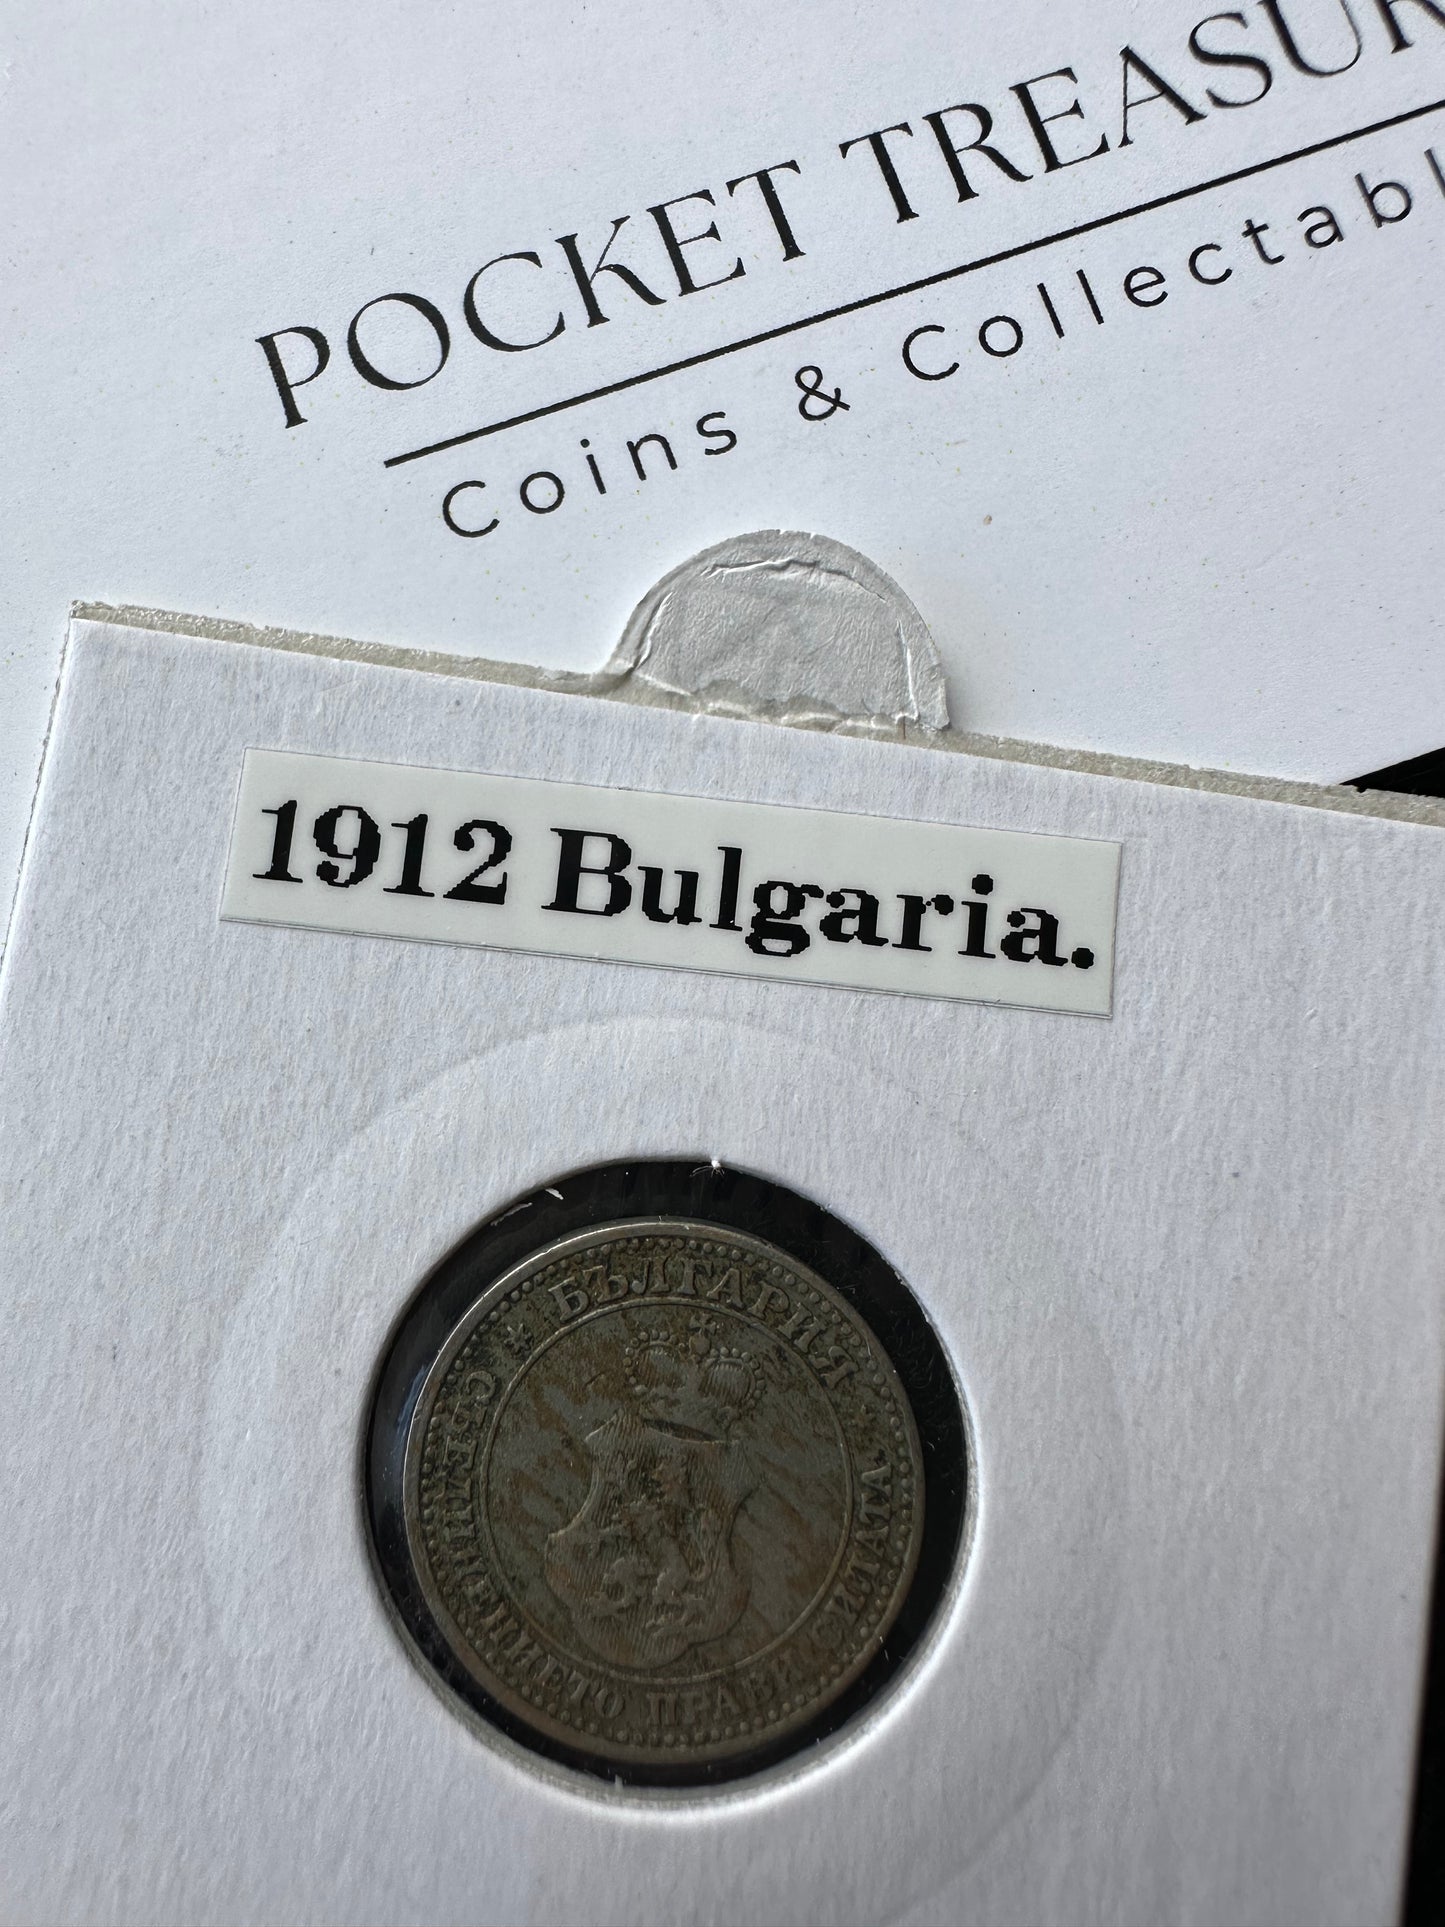 POCKET TREASUR
Coins & Collectabl
1912 Bulgaria.
БЪЛГАРИЯ
СЪЕДИНЕНИЕТО ПРАВИ СИЛАТА